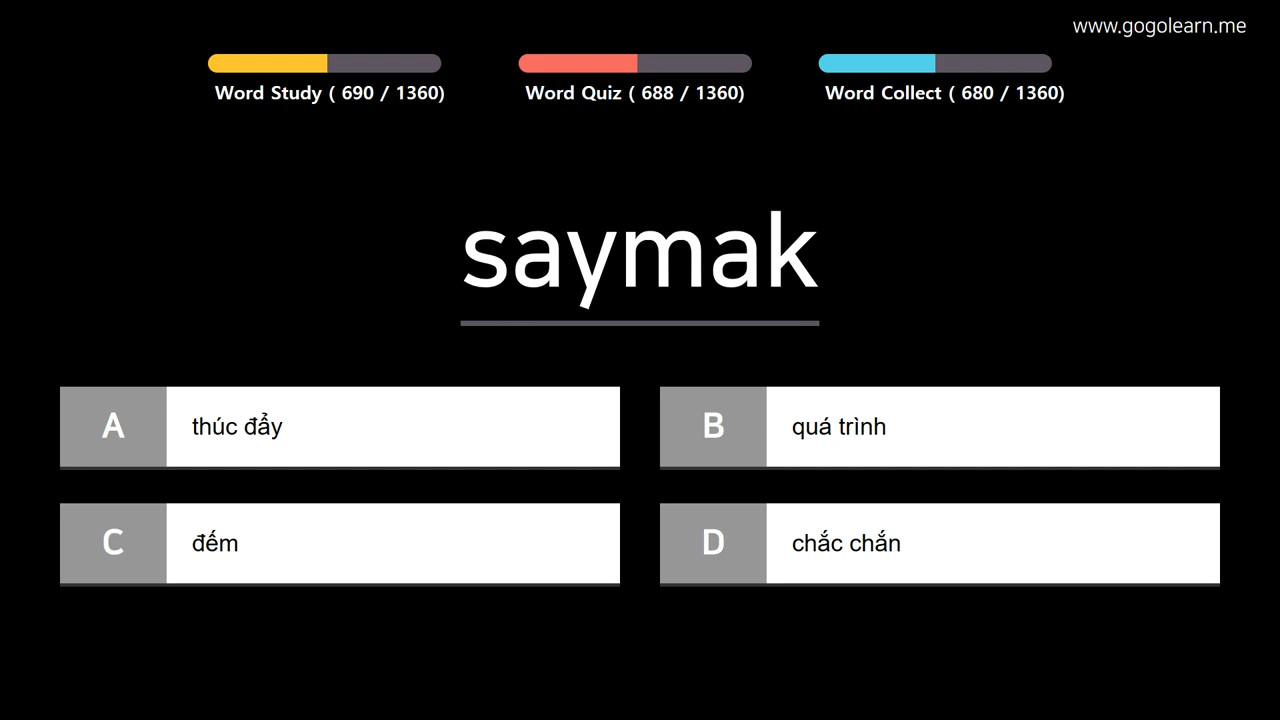 www.gogolearn.me
Word Study ( 690 / 1360)
Word Quiz ( 688 / 1360)
Word Collect ( 680 / 1360)
saymak
A
thúc đẩy
B
quá trình
C
đếm
D
chắc chắn